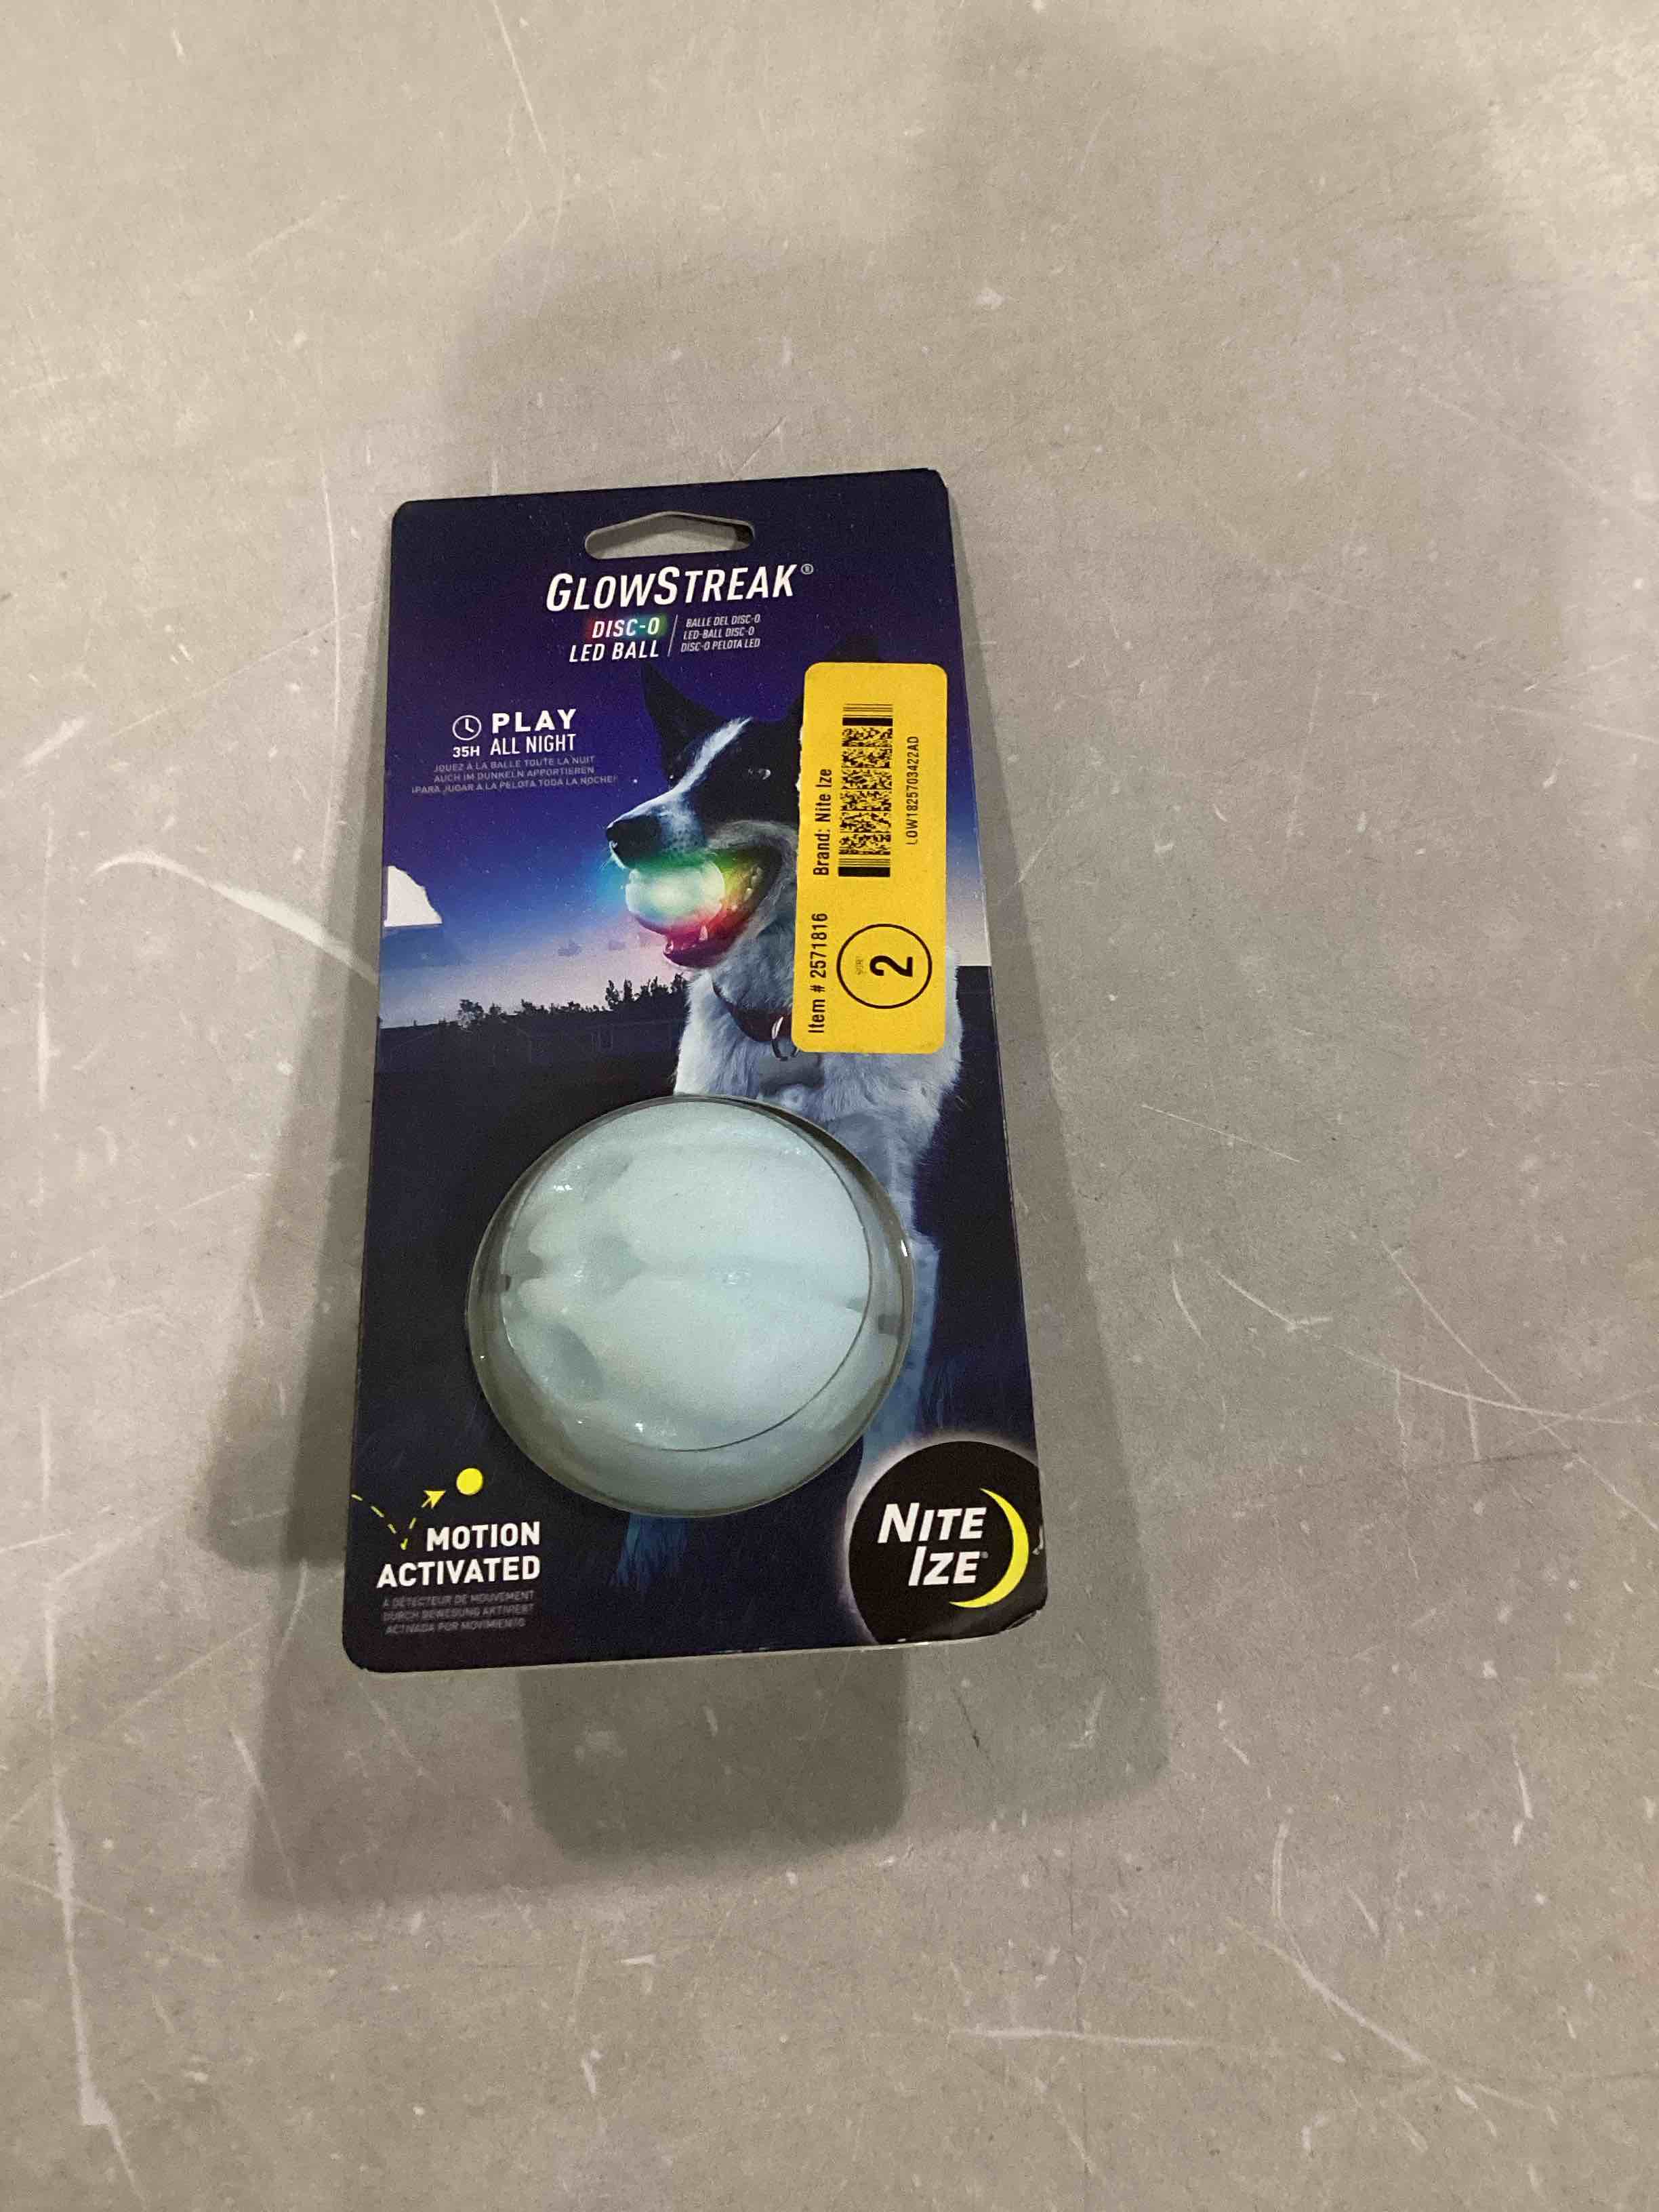 GLOWSTREAK®
DISC-O
LED BALL
BALLE DEL DISC-O
LED-BALL DISC-O
DISC-O PELOTA LED
PLAY
35H ALL NIGHT
JOUEZ À LA BALLE TOUTE LA NUIT
AUCH IM DUNKELN APPORTIEREN
¡PARA JUGAR A LA PELOTA TODA LA NOCHE!
Item # 2571816 Brand: Nite Ize
2
LOW1825703422AD
MOTION
ACTIVATED
À DÉTECTEUR DE MOUVEMENT
DURCH BEWEGUNG AKTIVIERT
ACTIVADA POR MOVIMIENTO
NITE
IZE